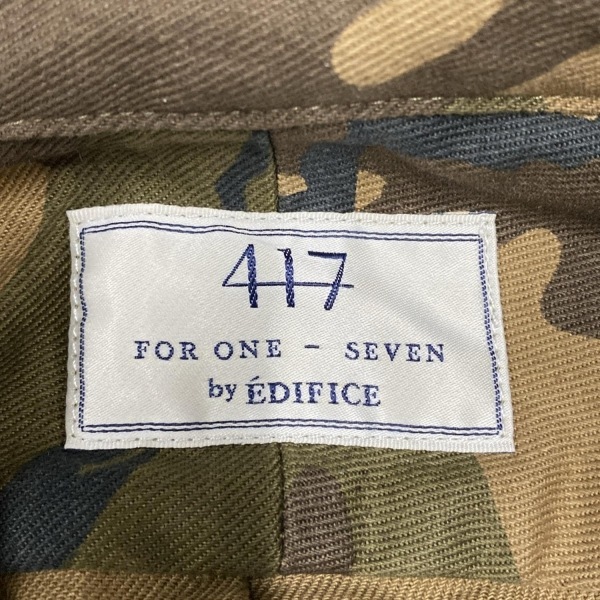 417
FOR ONE - SEVEN
by ÉDIFICE